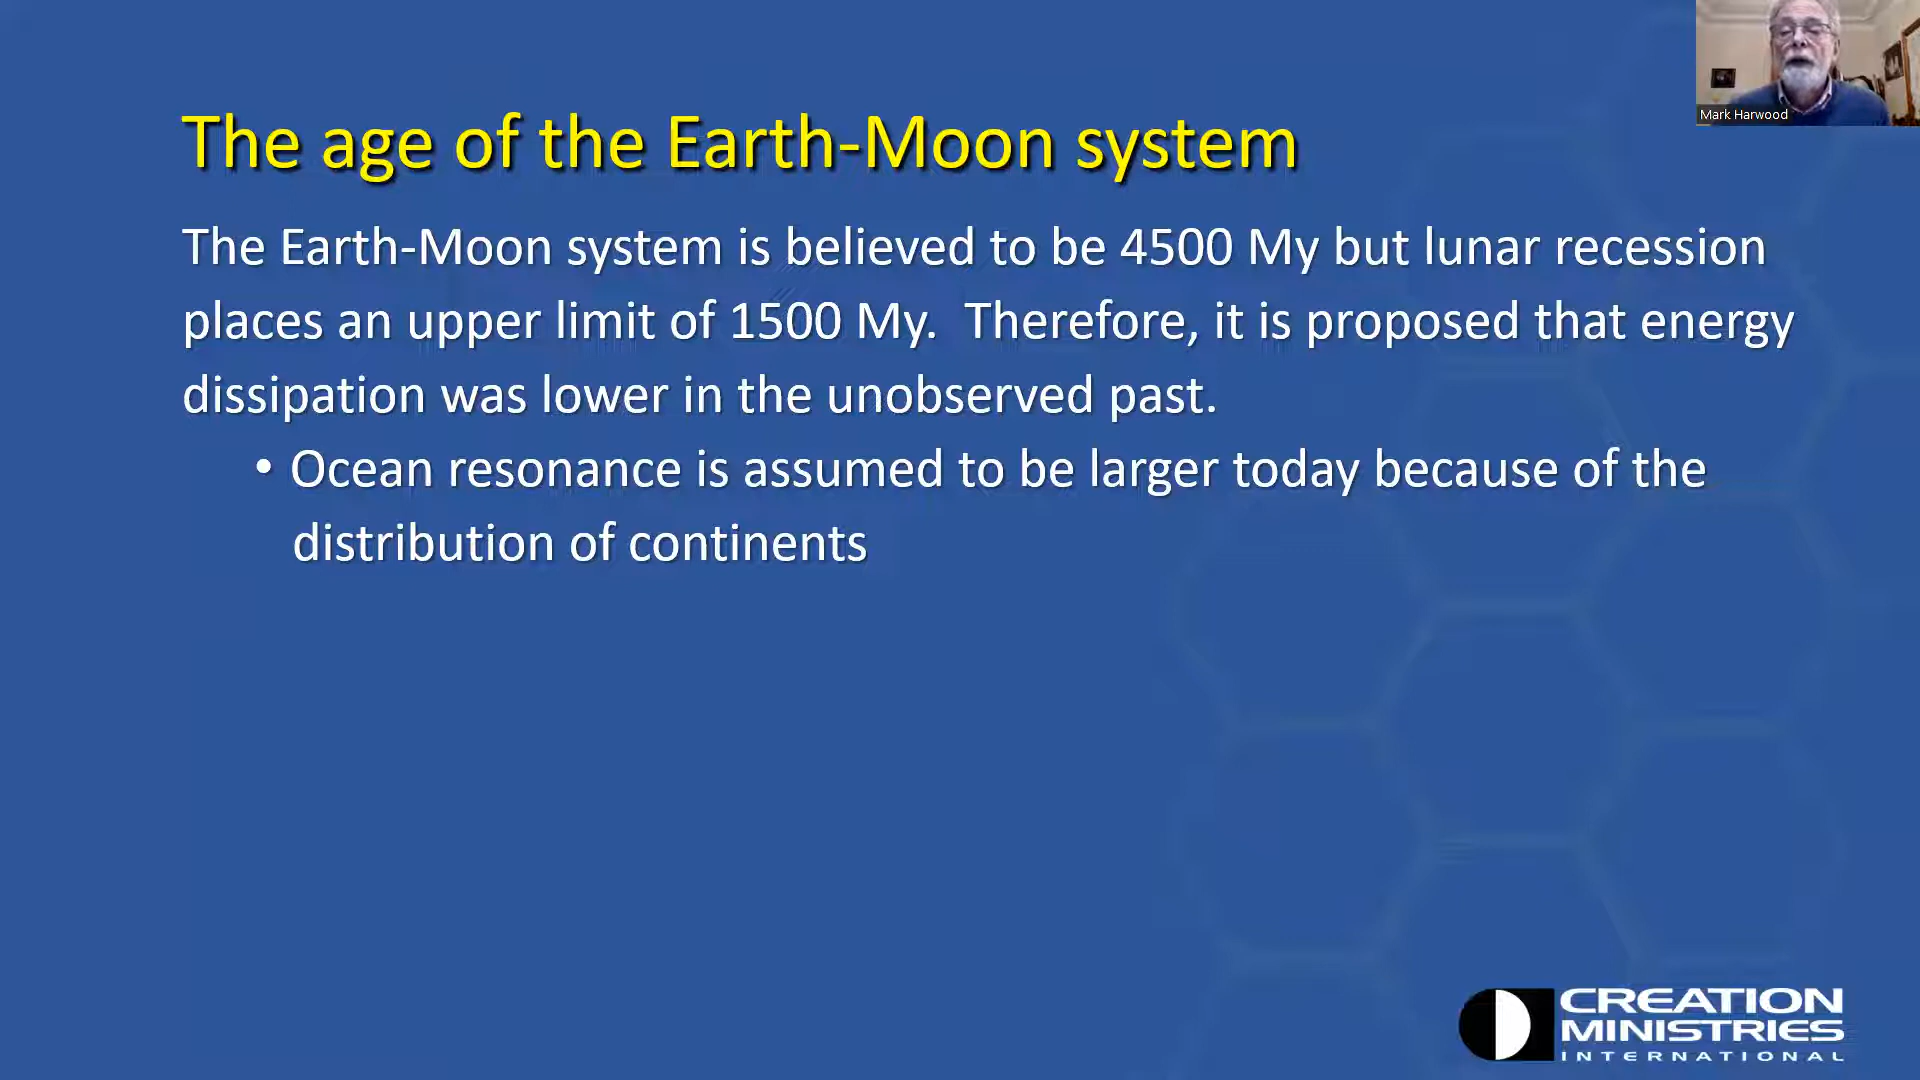 Mark Harwood
The age of the Earth-Moon system
The Earth-Moon system is believed to be 4500 My but lunar recession
places an upper limit of 1500 My.  Therefore, it is proposed that energy
dissipation was lower in the unobserved past.
• Ocean resonance is assumed to be larger today because of the
distribution of continents
CREATION
MINISTRIES
INTERNATIONAL